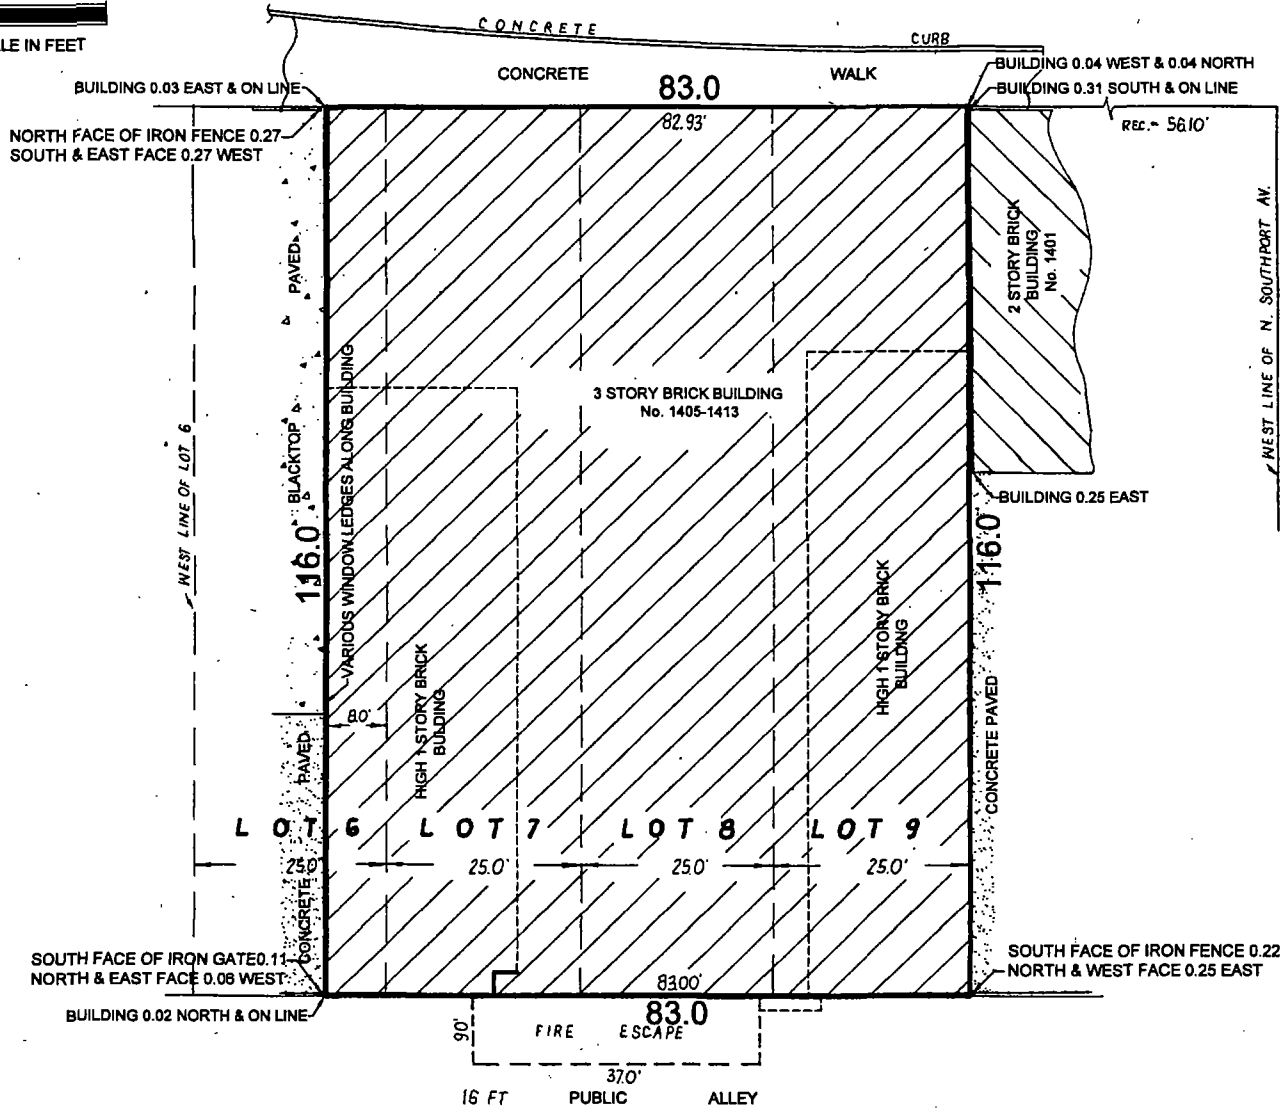 LE IN FEET
CONCRETE CURB
CONCRETE WALK
BUILDING 0.04 WEST & 0.04 NORTH
BUILDING 0.03 EAST & ON LINE
83.0
BUILDING 0.31 SOUTH & ON LINE
82.93'
REC.= 56.10'
NORTH FACE OF IRON FENCE 0.27
SOUTH & EAST FACE 0.27 WEST
PAVED
BLACKTOP
2 STORY BRICK
BUILDING
No. 1401
WEST LINE OF N. SOUTHPORT AV.
WEST LINE OF LOT 6
VARIOUS WINDOW LEDGES ALONG BUILDING
3 STORY BRICK BUILDING
No. 1405-1413
BUILDING 0.25 EAST
116.0
116.0
HIGH 1 STORY BRICK
BUILDING
HIGH 1 STORY BRICK
BUILDING
8.0'
CONCRETE PAVED
CONCRETE PAVED
LOT 6 LOT 7 LOT 8 LOT 9
25.0' 25.0' 25.0' 25.0'
SOUTH FACE OF IRON GATE 0.11
NORTH & EAST FACE 0.06 WEST
SOUTH FACE OF IRON FENCE 0.22
NORTH & WEST FACE 0.25 EAST
83.00'
BUILDING 0.02 NORTH & ON LINE
83.0
9.0'
FIRE ESCAPE
37.0'
16 FT PUBLIC ALLEY